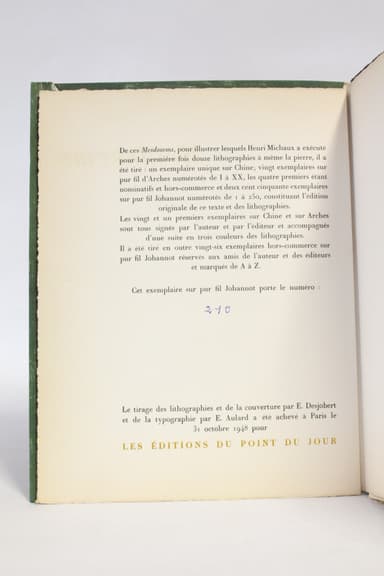 De ces Meidosems, pour illustrer lesquels Henri Michaux a exécuté
pour la première fois douze lithographies à même la pierre, il a
été tiré : un exemplaire unique sur Chine, vingt exemplaires sur
pur fil d'Arches numérotés de I à XX, les quatre premiers étant
nominatifs et hors-commerce et deux cent cinquante exemplaires
sur pur fil Johannot numérotés de 1 à 250, constituant l'édition
originale de ce texte et des lithographies.
Les vingt et un premiers exemplaires sur Chine et sur Arches
sont tous signés par l'auteur et par l'éditeur et accompagnés
d'une suite en trois couleurs des lithographies.
Il a été tiré en outre vingt-six exemplaires hors-commerce sur
pur fil Johannot réservés aux amis de l'auteur et des éditeurs
et marqués de A à Z.
Cet exemplaire sur pur fil Johannot porte le numéro :
210
Le tirage des lithographies et de la couverture par E. Desjobert
et de la typographie par E. Aulard a été achevé à Paris le
31 octobre 1948 pour
LES ÉDITIONS DU POINT DU JOUR